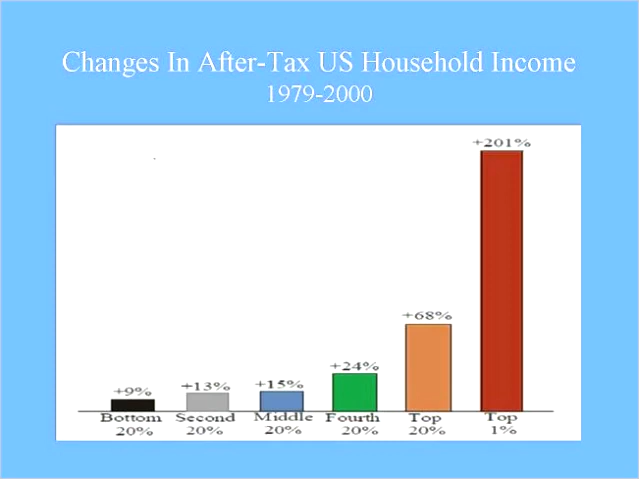 Changes In After-Tax US Household Income
1979-2000
+201%
+68%
+24%
+15%
+13%
+9%
Bottom Second Middle Fourth Top Top
20% 20% 20% 20% 20% 1%